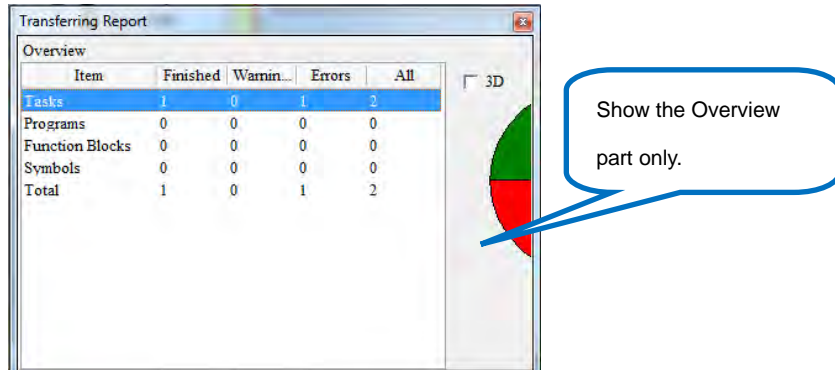 Transferring Report
Overview
Item Finished Warnin... Errors All
3D
Tasks 1 0 1 2
Programs 0 0 0 0
Function Blocks 0 0 0 0
Symbols 0 0 0 0
Total 1 0 1 2
Show the Overview
part only.